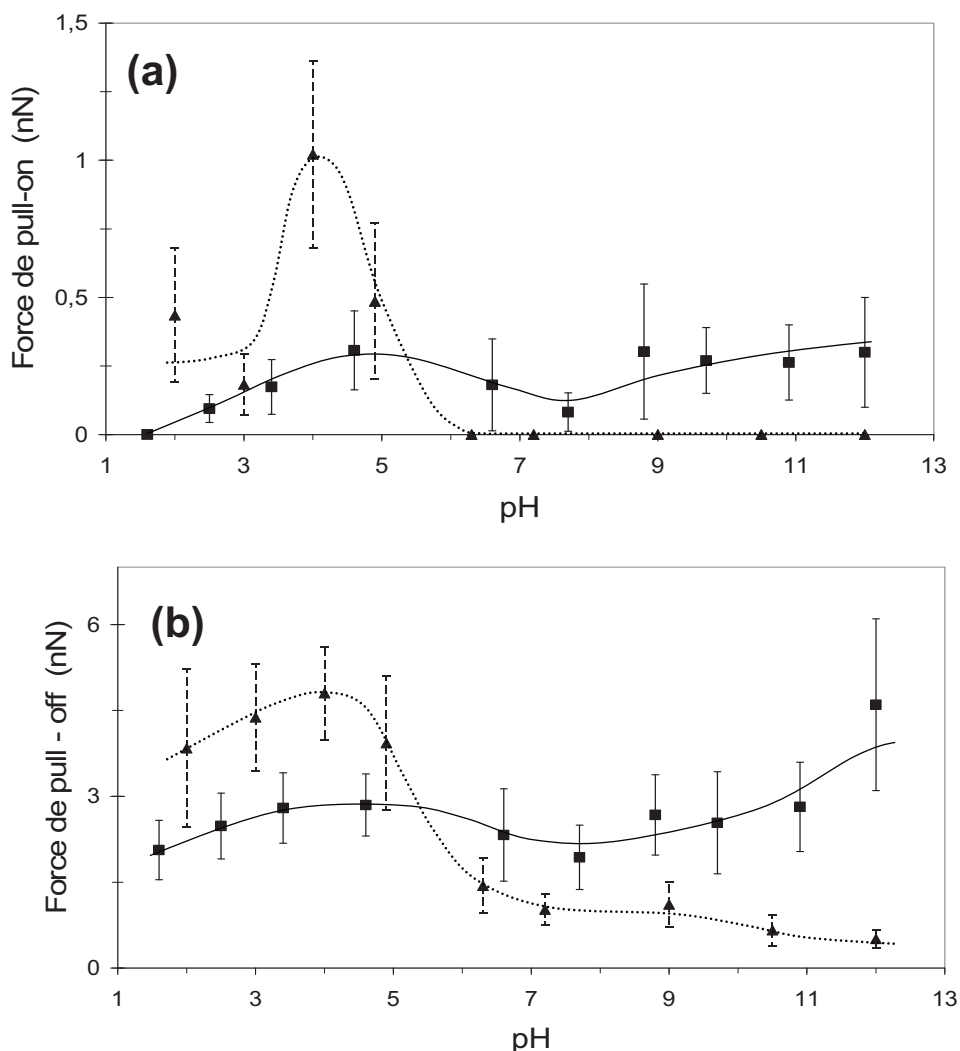 (a)
Force de pull-on (nN)
1,5
1
0,5
0
1 3 5 7 9 11 13
pH
(b)
Force de pull - off (nN)
6
3
0
1 3 5 7 9 11 13
pH